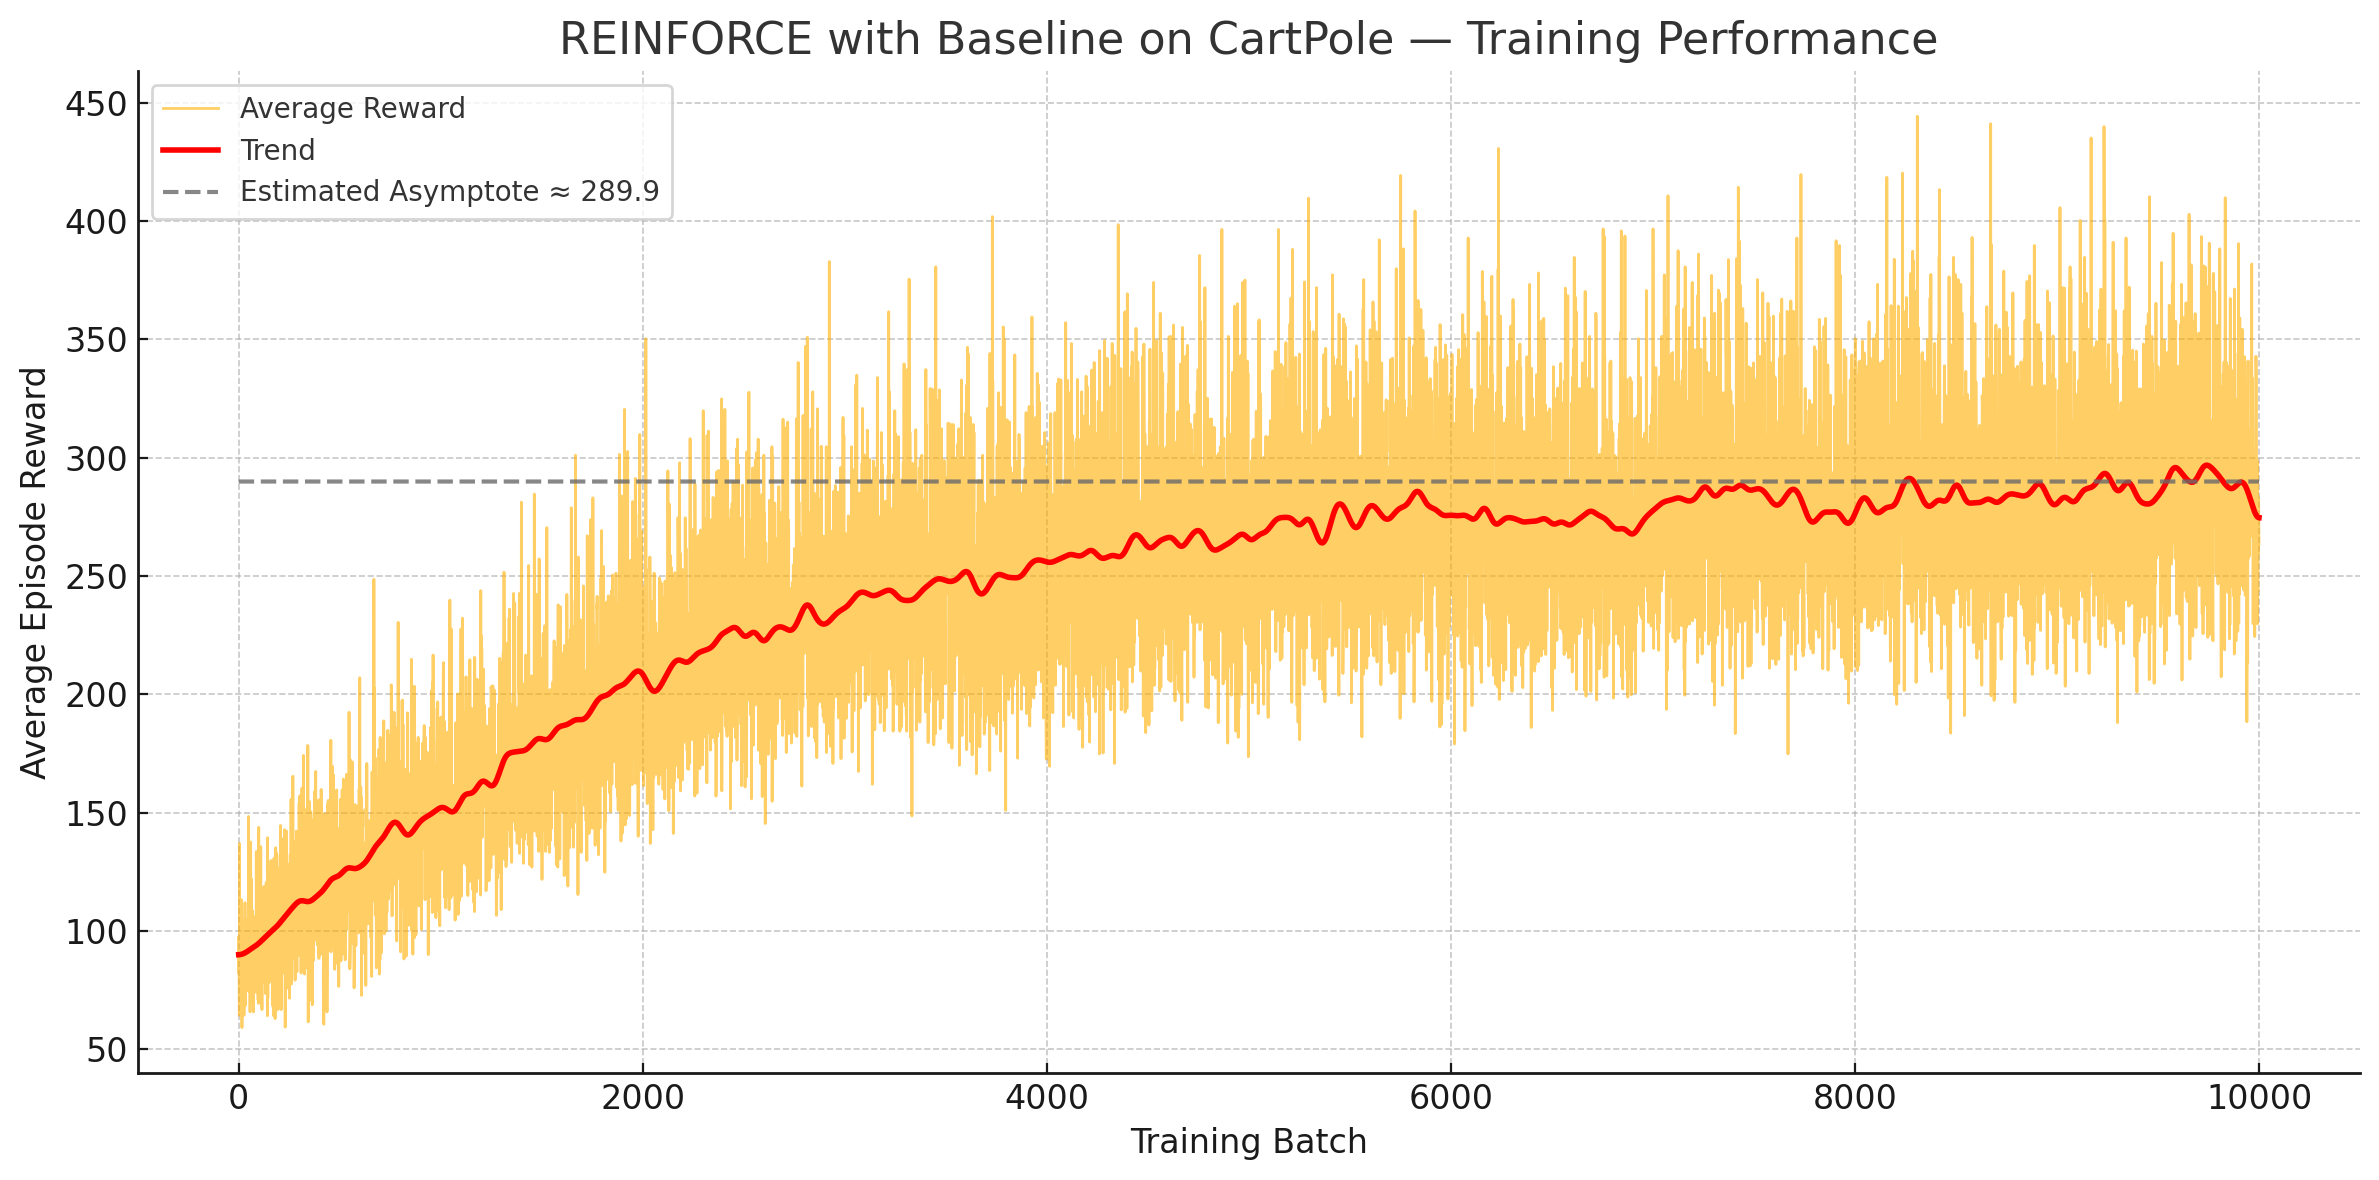 REINFORCE with Baseline on CartPole — Training Performance
Average Reward
Trend
Estimated Asymptote ≈ 289.9
Average Episode Reward
450
400
350
300
250
200
150
100
50
0
2000
4000
6000
8000
10000
Training Batch